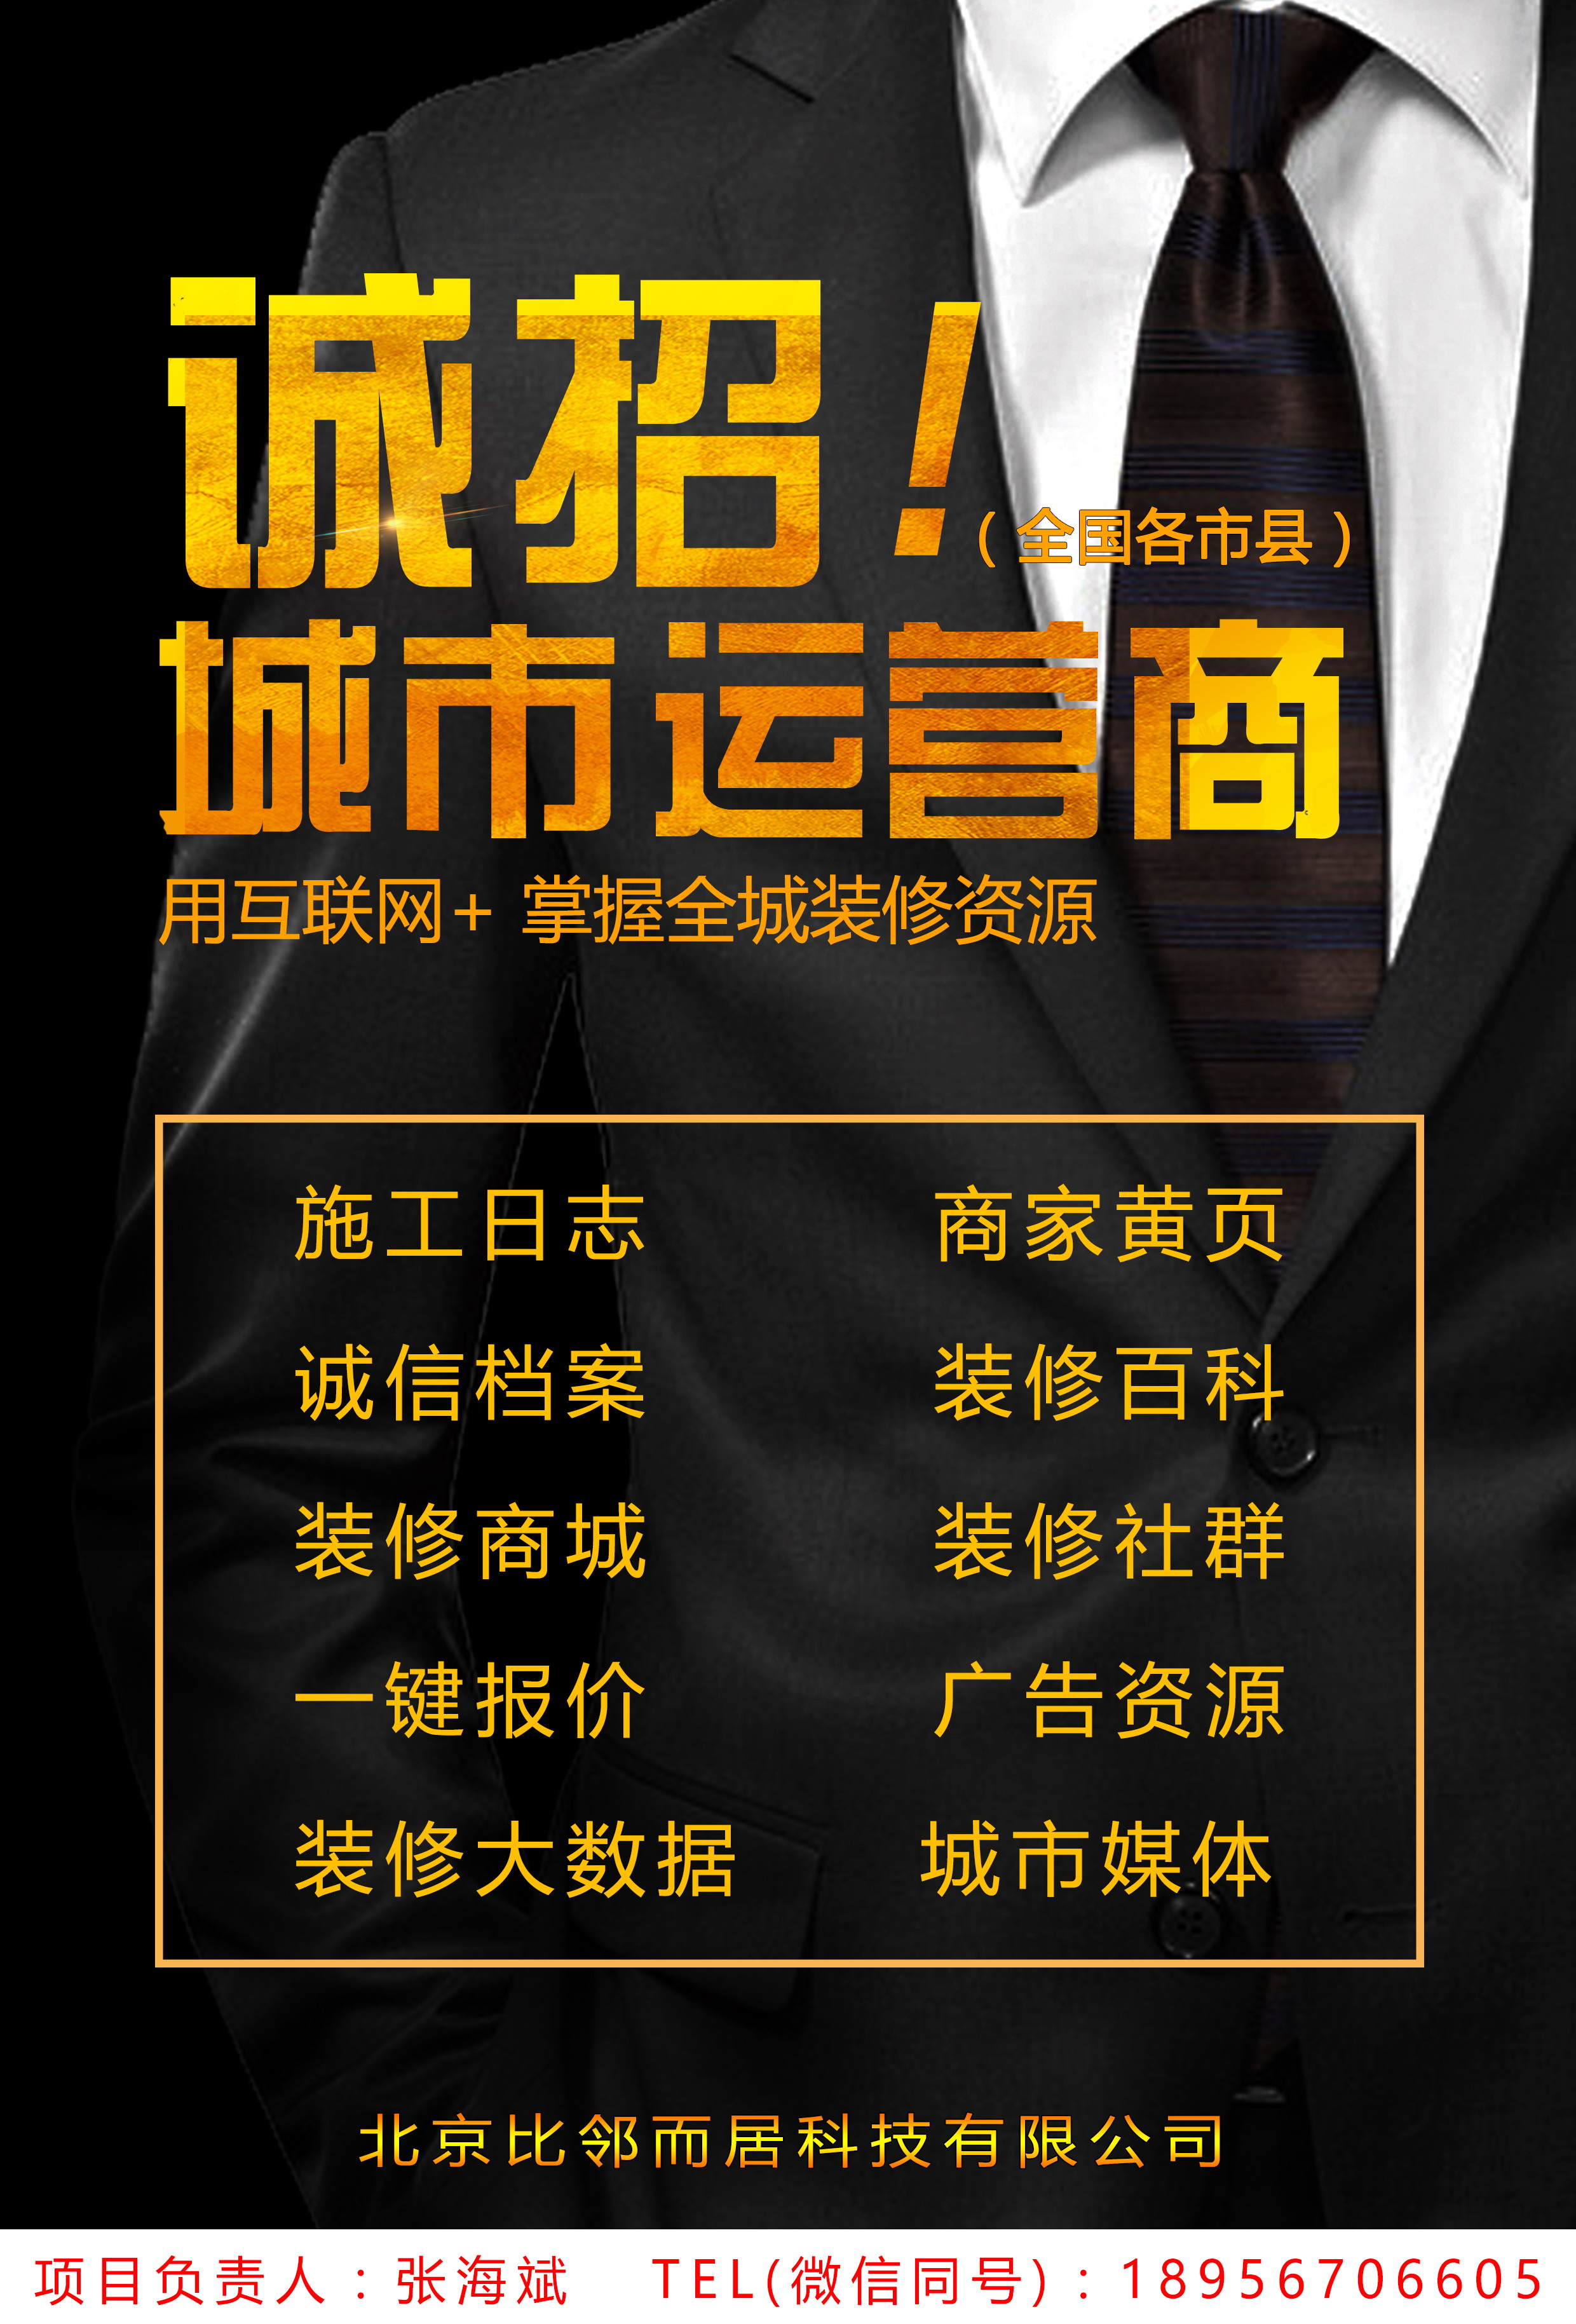 诚招！
（全国各市县）
城市运营商
用互联网+ 掌握全城装修资源
施工日志 商家黄页
诚信档案 装修百科
装修商城 装修社群
一键报价 广告资源
装修大数据 城市媒体
北京比邻而居科技有限公司
项目负责人：张海斌 TEL(微信同号)：18956706605